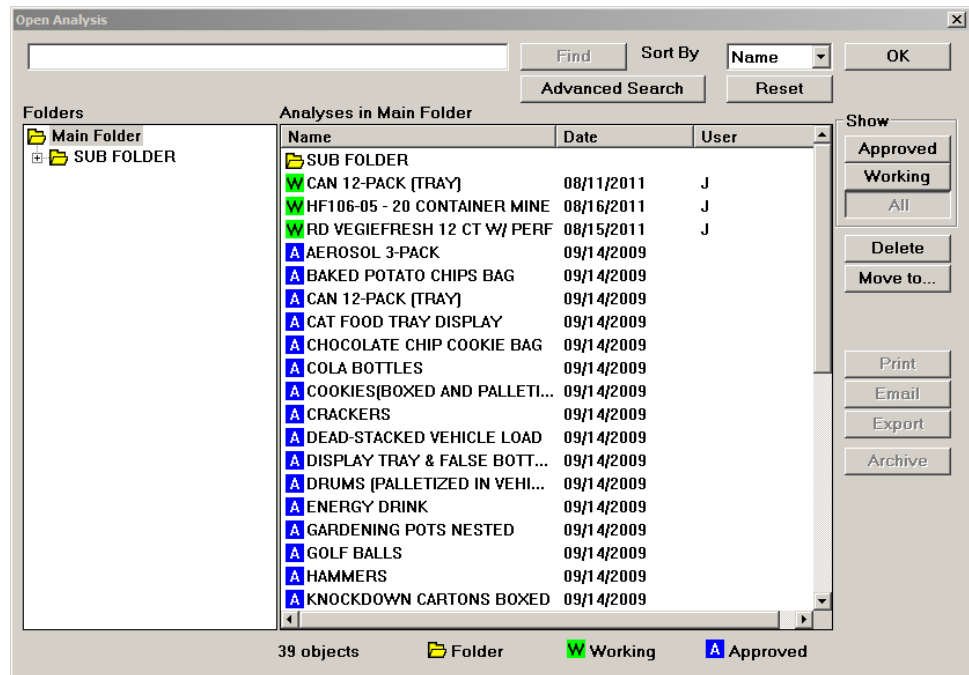 Open Analysis
Find Sort By Name OK
Advanced Search Reset
Folders Analyses in Main Folder Show
Main Folder Name Date User Approved
SUB FOLDER SUB FOLDER
W CAN 12-PACK (TRAY) 08/11/2011 J Working
W HF106-05 - 20 CONTAINER MINE 08/16/2011 J All
W RD VEGIEFRESH 12 CT W/ PERF 08/15/2011 J
A AEROSOL 3-PACK 09/14/2009 Delete
A BAKED POTATO CHIPS BAG 09/14/2009 Move to...
A CAN 12-PACK (TRAY) 09/14/2009
A CAT FOOD TRAY DISPLAY 09/14/2009
A CHOCOLATE CHIP COOKIE BAG 09/14/2009
A COLA BOTTLES 09/14/2009 Print
A COOKIES(BOXED AND PALLETI... 09/14/2009 Email
A CRACKERS 09/14/2009 Export
A DEAD-STACKED VEHICLE LOAD 09/14/2009
A DISPLAY TRAY & FALSE BOTT... 09/14/2009 Archive
A DRUMS (PALLETIZED IN VEHI... 09/14/2009
A ENERGY DRINK 09/14/2009
A GARDENING POTS NESTED 09/14/2009
A GOLF BALLS 09/14/2009
A HAMMERS 09/14/2009
A KNOCKDOWN CARTONS BOXED 09/14/2009
39 objects Folder W Working A Approved